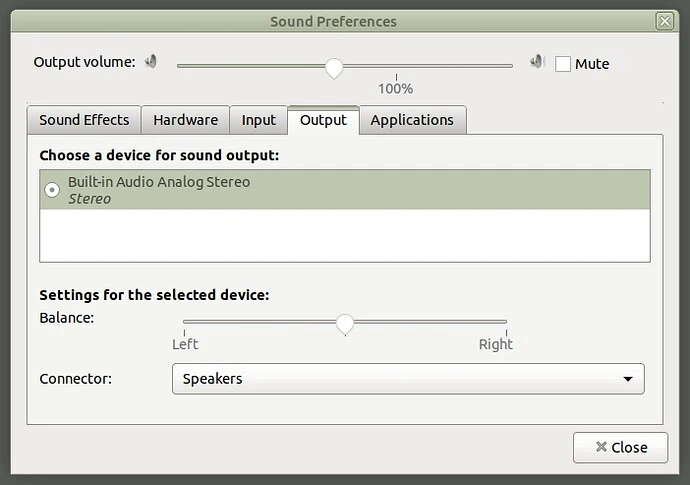 Sound Preferences
Output volume:
Mute
100%
Sound Effects
Hardware
Input
Output
Applications
Choose a device for sound output:
Built-in Audio Analog Stereo
Stereo
Settings for the selected device:
Balance:
Left
Right
Connector:
Speakers
Close